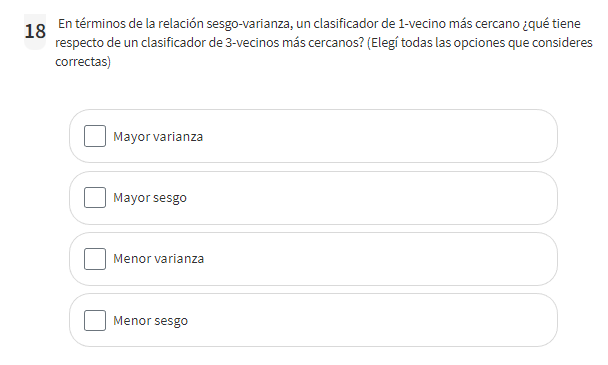 18 En términos de la relación sesgo-varianza, un clasificador de 1-vecino más cercano ¿qué tiene
respecto de un clasificador de 3-vecinos más cercanos? (Elegí todas las opciones que consideres
correctas)
Mayor varianza
Mayor sesgo
Menor varianza
Menor sesgo